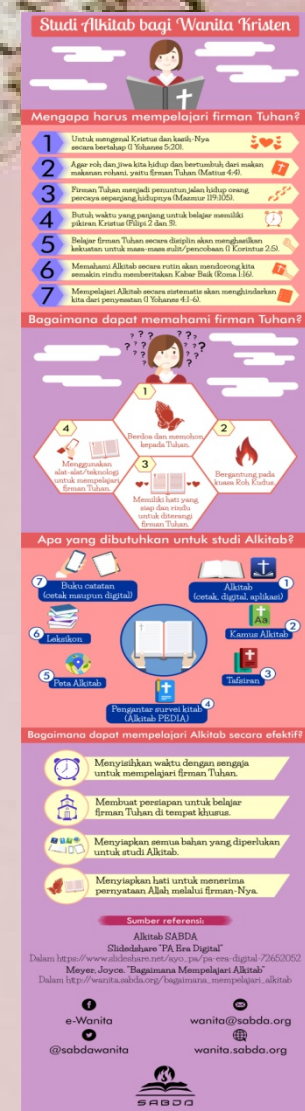 Studi Alkitab bagi Wanita Kristen
Mengapa harus mempelajari firman Tuhan?
1
Untuk mengenal Kristus dan kasih-Nya
secara bertahap (1 Yohanes 5:20).
2
Agar roh dan jiwa kita hidup dan bertumbuh dari makan
makanan rohani, yaitu firman Tuhan (Matius 4:4).
3
Firman Tuhan menjadi penuntun jalan hidup orang
percaya sepanjang hidupnya (Mazmur 119:105).
4
Butuh waktu yang panjang untuk belajar memiliki
pikiran Kristus (Filipi 2 dan 3).
5
Belajar firman Tuhan secara disiplin akan menghasilkan
kekuatan untuk masa-masa sulit/pencobaan (1 Korintus 2:5).
6
Memahami Alkitab secara rutin akan mendorong kita
semakin rindu memberitakan Kabar Baik (Roma 1:16).
7
Mempelajari Alkitab secara sistematis akan menghindarkan
kita dari penyesatan (1 Yohanes 4:1-6).
Bagaimana dapat memahami firman Tuhan?
1
Berdoa dan memohon
kepada Tuhan.
2
Bergantung pada
kuasa Roh Kudus.
3
Memiliki hati yang
siap dan rindu
untuk diterangi
firman Tuhan.
4
Menggunakan
alat-alat/teknologi
untuk mempelajari
firman Tuhan.
Apa yang dibutuhkan untuk studi Alkitab?
1
Alkitab
(cetak, digital, aplikasi)
2
Kamus Alkitab
3
Tafsiran
4
Pengantar survei kitab
(Alkitab PEDIA)
5
Peta Alkitab
6
Leksikon
7
Buku catatan
(cetak maupun digital)
Bagaimana dapat mempelajari Alkitab secara efektif?
Menyisihkan waktu dengan sengaja
untuk mempelajari firman Tuhan.
Membuat persiapan untuk belajar
firman Tuhan di tempat khusus.
Menyiapkan semua bahan yang diperlukan
untuk studi Alkitab.
Menyiapkan hati untuk menerima
pernyataan Allah melalui firman-Nya.
Sumber referensi:
Alkitab SABDA
Slidedshare "PA Era Digital"
Dalam https://www.slideshare.net/ayo_pa/pa-era-digital-72652052
Meyer, Joyce. "Bagaimana Mempelajari Alkitab"
Dalam http://wanita.sabda.org/bagaimana_mempelajari_alkitab
e-Wanita
wanita@sabda.org
@sabdawanita
wanita.sabda.org
SABDA